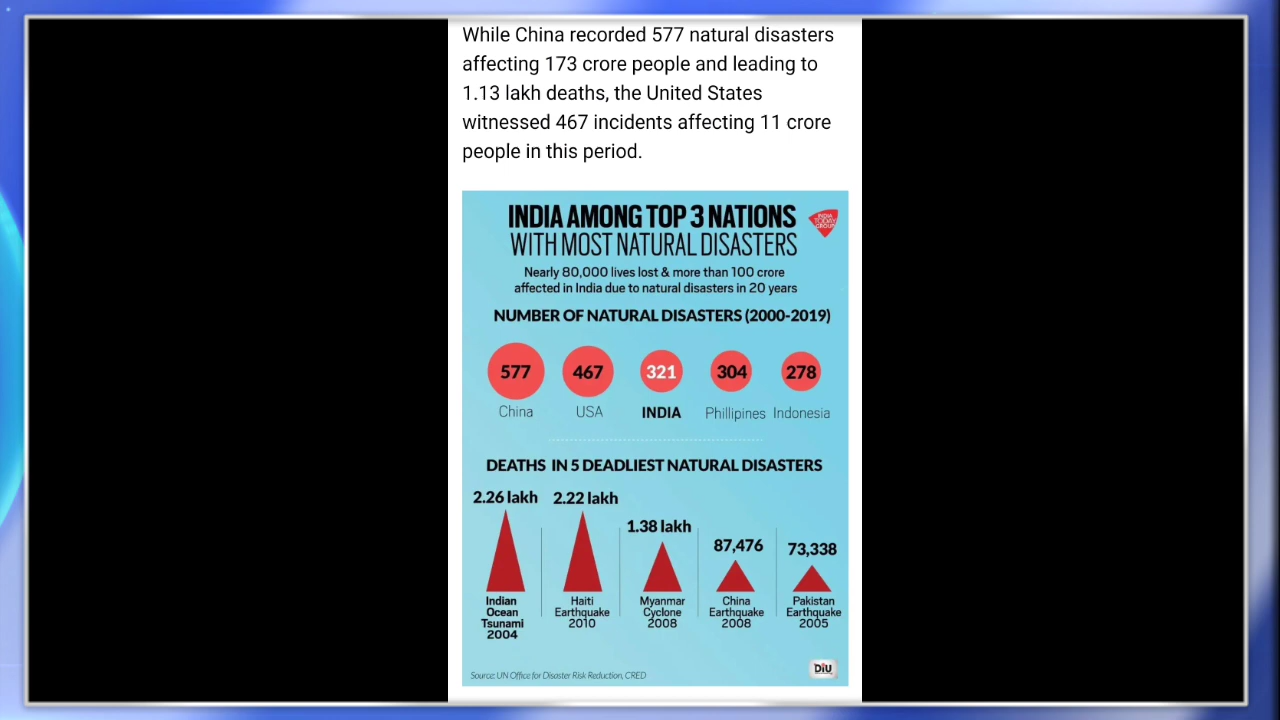 While China recorded 577 natural disasters
affecting 173 crore people and leading to
1.13 lakh deaths, the United States
witnessed 467 incidents affecting 11 crore
people in this period.
INDIA AMONG TOP 3 NATIONS
WITH MOST NATURAL DISASTERS
INDIA
TODAY
GROUP
Nearly 80,000 lives lost & more than 100 crore
affected in India due to natural disasters in 20 years
NUMBER OF NATURAL DISASTERS (2000-2019)
577 467 321 304 278
China USA INDIA Phillipines Indonesia
DEATHS IN 5 DEADLIEST NATURAL DISASTERS
2.26 lakh 2.22 lakh 1.38 lakh 87,476 73,338
Indian
Ocean
Tsunami
2004
Haiti
Earthquake
2010
Myanmar
Cyclone
2008
China
Earthquake
2008
Pakistan
Earthquake
2005
Source: UN Office for Disaster Risk Reduction, CRED
DIU